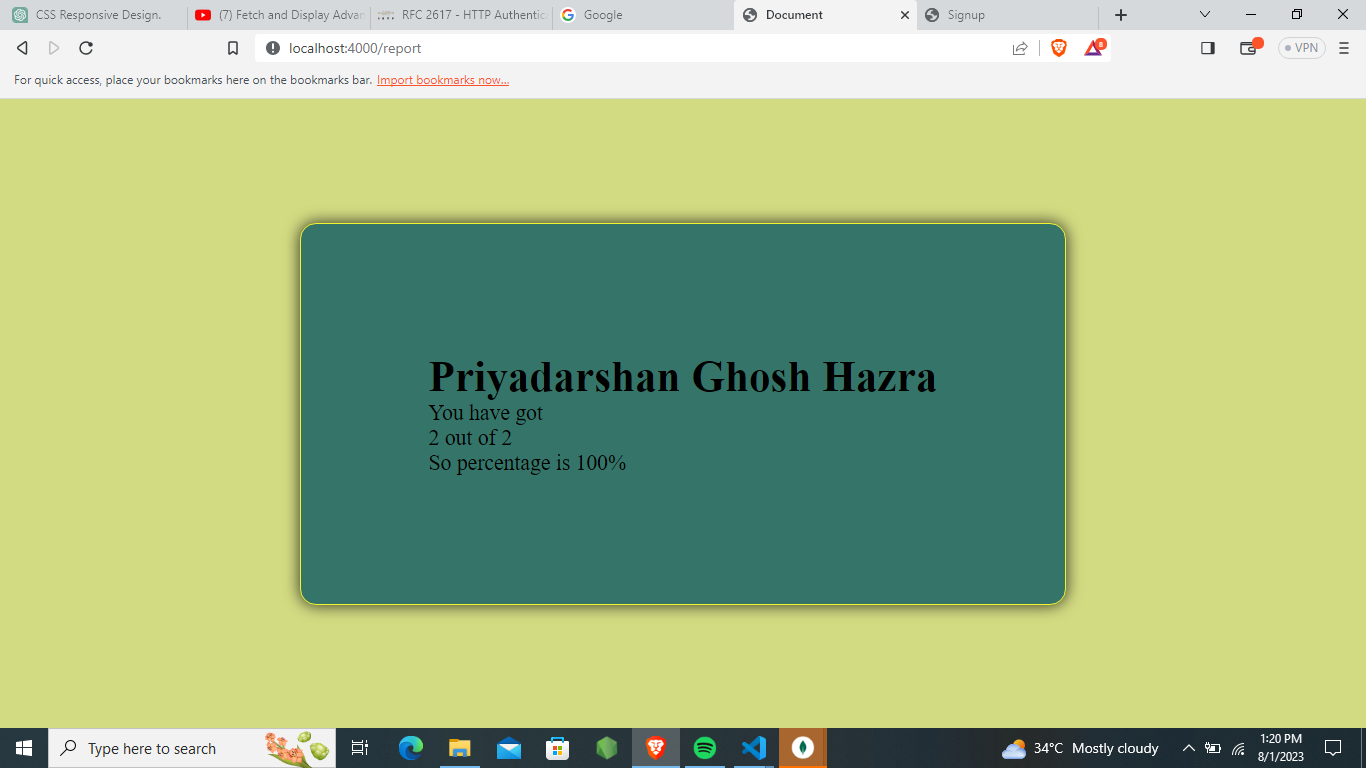 CSS Responsive Design.
(7) Fetch and Display Advan
RFC 2617 - HTTP Authentic
Google
Document
Signup
localhost:4000/report
8
VPN
For quick access, place your bookmarks here on the bookmarks bar. Import bookmarks now...
Priyadarshan Ghosh Hazra
You have got
2 out of 2
So percentage is 100%
Type here to search
34°C Mostly cloudy
1:20 PM
8/1/2023